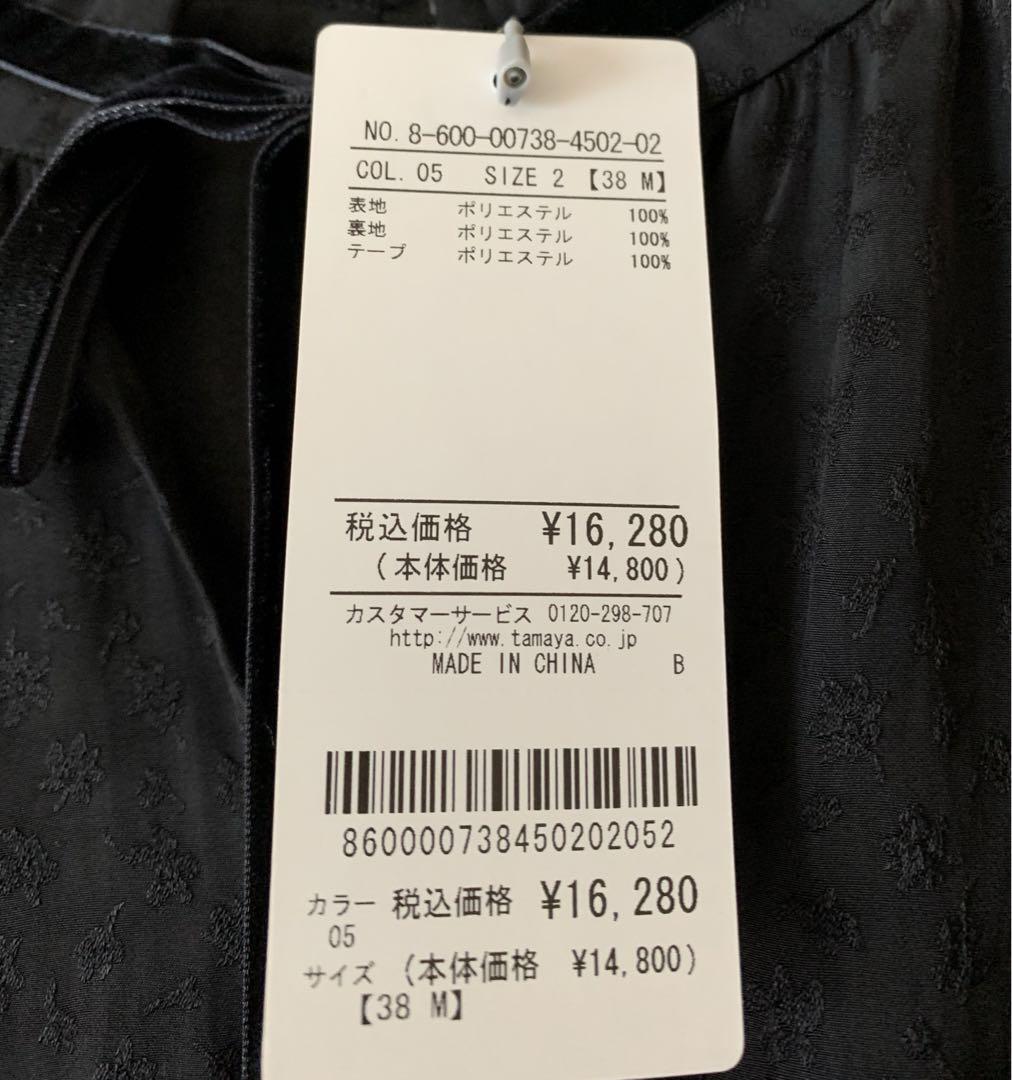 NO. 8-600-00738-4502-02
COL. 05 SIZE 2 【38 M】
表地 ポリエステル 100%
裏地 ポリエステル 100%
テープ ポリエステル 100%
税込価格 ¥16,280
(本体価格 ¥14,800)
カスタマーサービス 0120-298-707
http://www.tamaya.co.jp
MADE IN CHINA B
860000738450202052
カラー 税込価格 ¥16,280
05
サイズ (本体価格 ¥14,800)
【38 M】